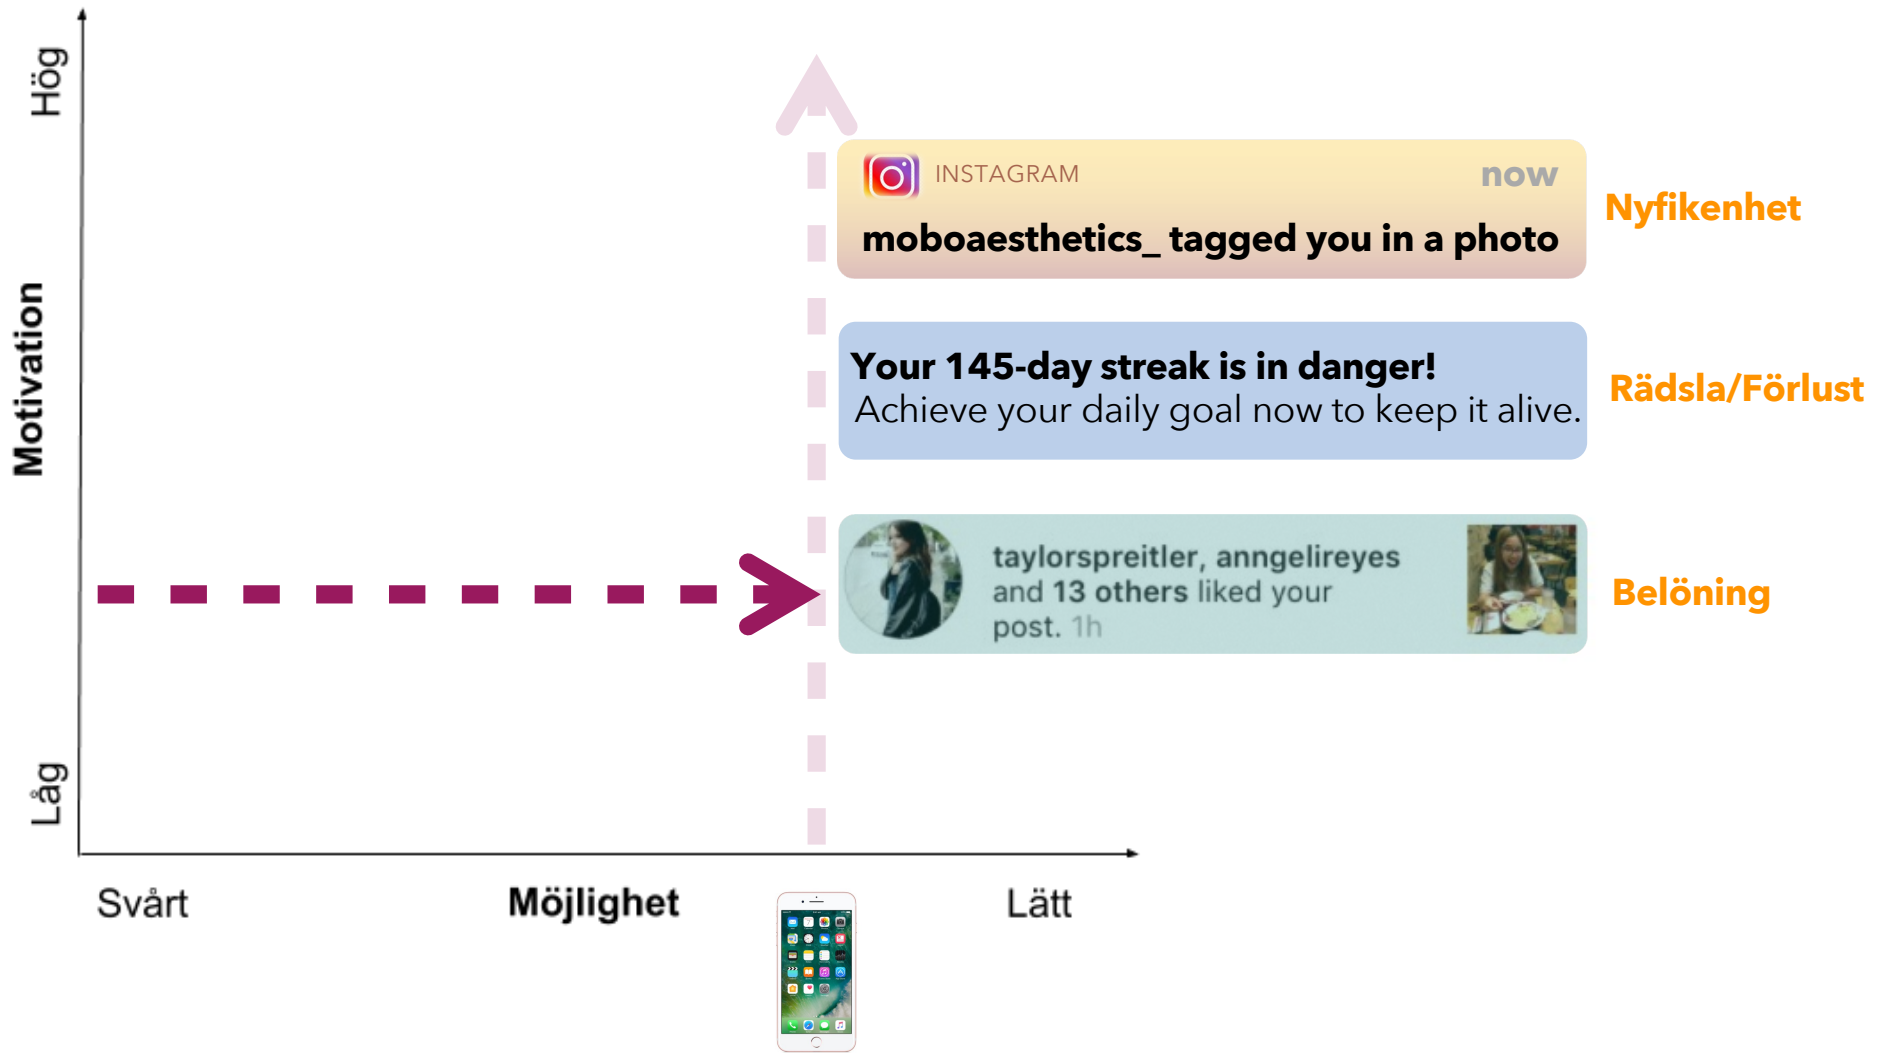 Hög
Motivation
Låg
INSTAGRAM
now
moboaesthetics_ tagged you in a photo
Nyfikenhet
Your 145-day streak is in danger!
Achieve your daily goal now to keep it alive.
Rädsla/Förlust
taylorspreitler, anngelireyes
and 13 others liked your
post. 1h
Belöning
Svårt
Möjlighet
Lätt